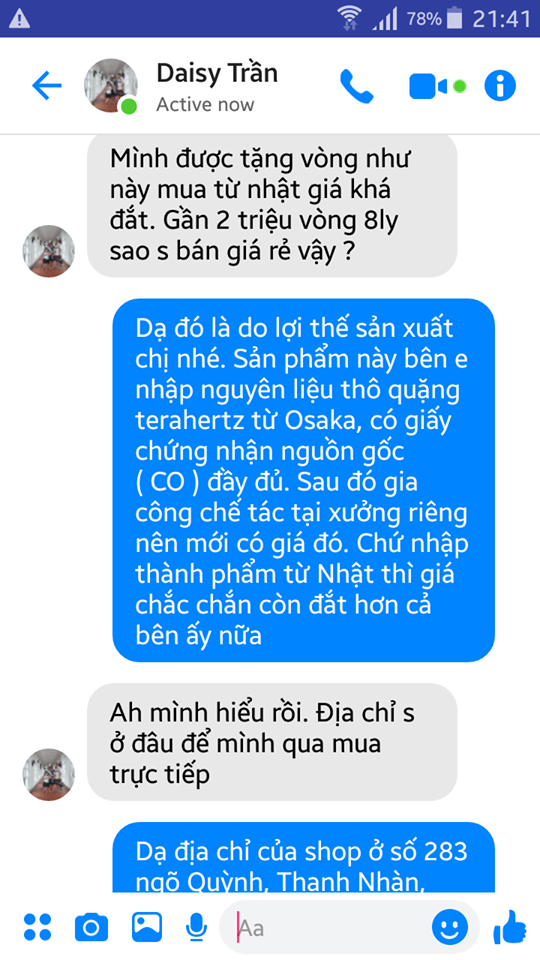 78% 21:41
Daisy Trần
Active now
Mình được tặng vòng như
này mua từ nhật giá khá
đắt. Gần 2 triệu vòng 8ly
sao s bán giá rẻ vậy ?
Dạ đó là do lợi thế sản xuất
chị nhé. Sản phẩm này bên e
nhập nguyên liệu thô quặng
terahertz từ Osaka, có giấy
chứng nhận nguồn gốc
( CO ) đầy đủ. Sau đó gia
công chế tác tại xưởng riêng
nên mới có giá đó. Chứ nhập
thành phẩm từ Nhật thì giá
chắc chắn còn đắt hơn cả
bên ấy nữa
Ah mình hiểu rồi. Địa chỉ s
ở đâu để mình qua mua
trực tiếp
Dạ địa chỉ của shop ở số 283
ngõ Quỳnh, Thanh Nhàn,
Aa